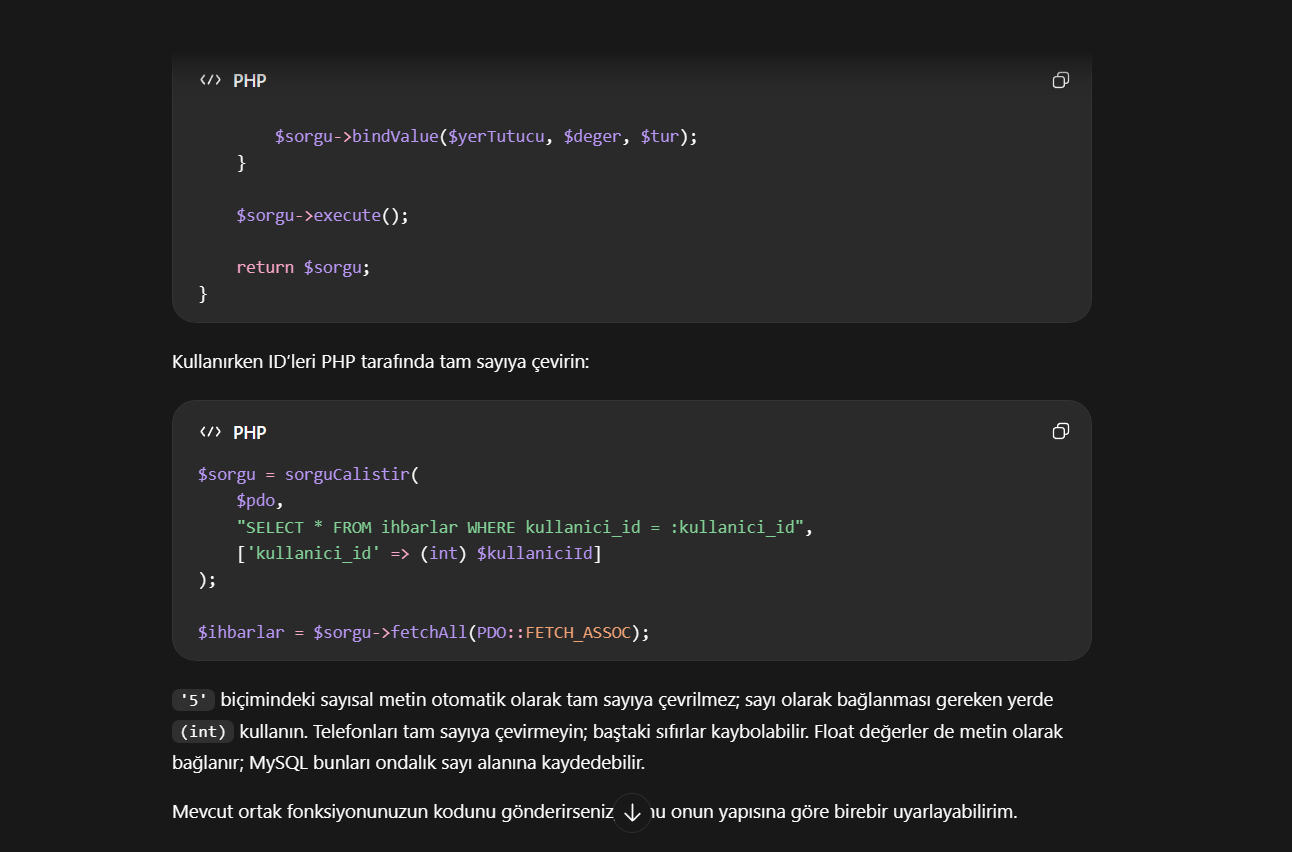 </> PHP
$sorgu->bindValue($yerTutucu, $deger, $tur);
}
$sorgu->execute();
return $sorgu;
}
Kullanırken ID’leri PHP tarafında tam sayıya çevirin:
</> PHP
$sorgu = sorguCalistir(
$pdo,
"SELECT * FROM ihbarlar WHERE kullanici_id = :kullanici_id",
['kullanici_id' => (int) $kullaniciId]
);
$ihbarlar = $sorgu->fetchAll(PDO::FETCH_ASSOC);
'5' biçimindeki sayısal metin otomatik olarak tam sayıya çevrilmez; sayı olarak bağlanması gereken yerde
(int) kullanın. Telefonları tam sayıya çevirmeyin; baştaki sıfırlar kaybolabilir. Float değerler de metin olarak
bağlanır; MySQL bunları ondalık sayı alanına kaydedebilir.
Mevcut ortak fonksiyonunuzun kodunu gönderirseniz onun yapısına göre birebir uyarlayabilirim.